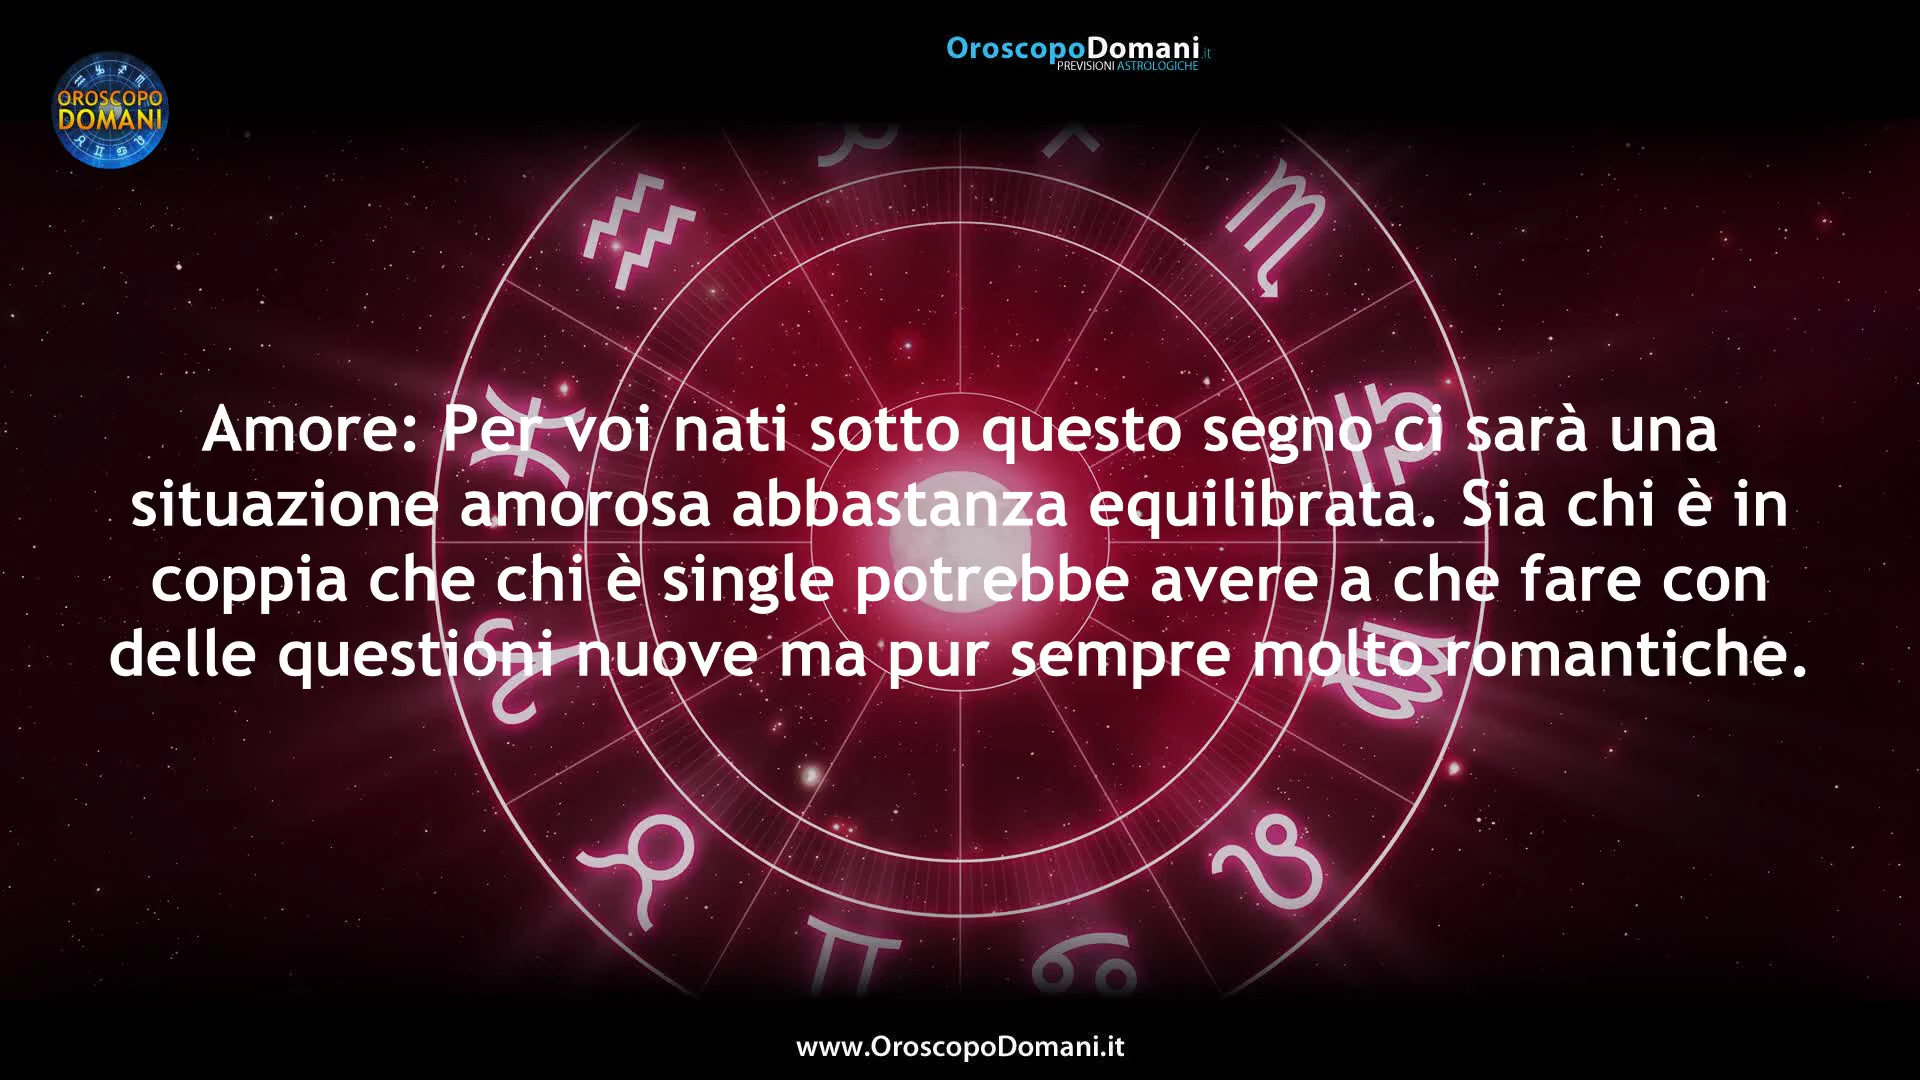 OroscopoDomani.it
PREVISIONI ASTROLOGICHE
OROSCOPO
DOMANI
Amore: Per voi nati sotto questo segno ci sarà una
situazione amorosa abbastanza equilibrata. Sia chi è in
coppia che chi è single potrebbe avere a che fare con
delle questioni nuove ma pur sempre molto romantiche.
www.OroscopoDomani.it